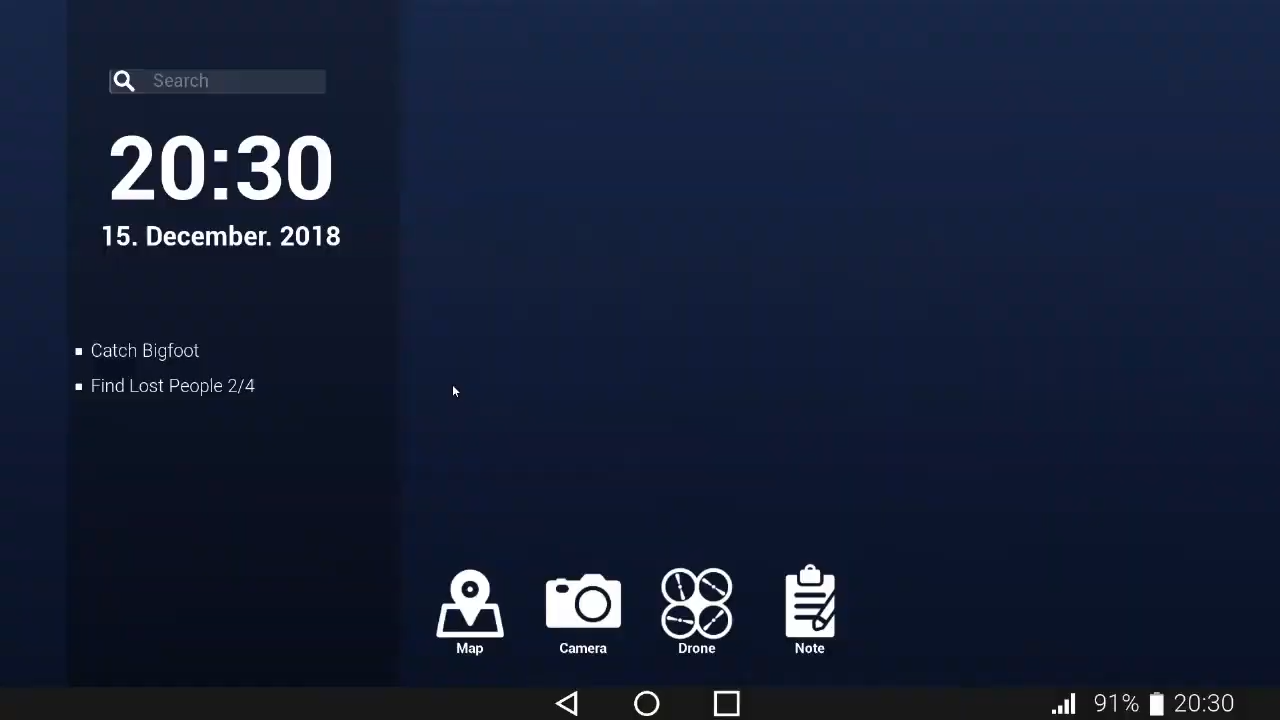 Search
20:30
15. December. 2018
Catch Bigfoot
Find Lost People 2/4
Map
Camera
Drone
Note
91% 20:30